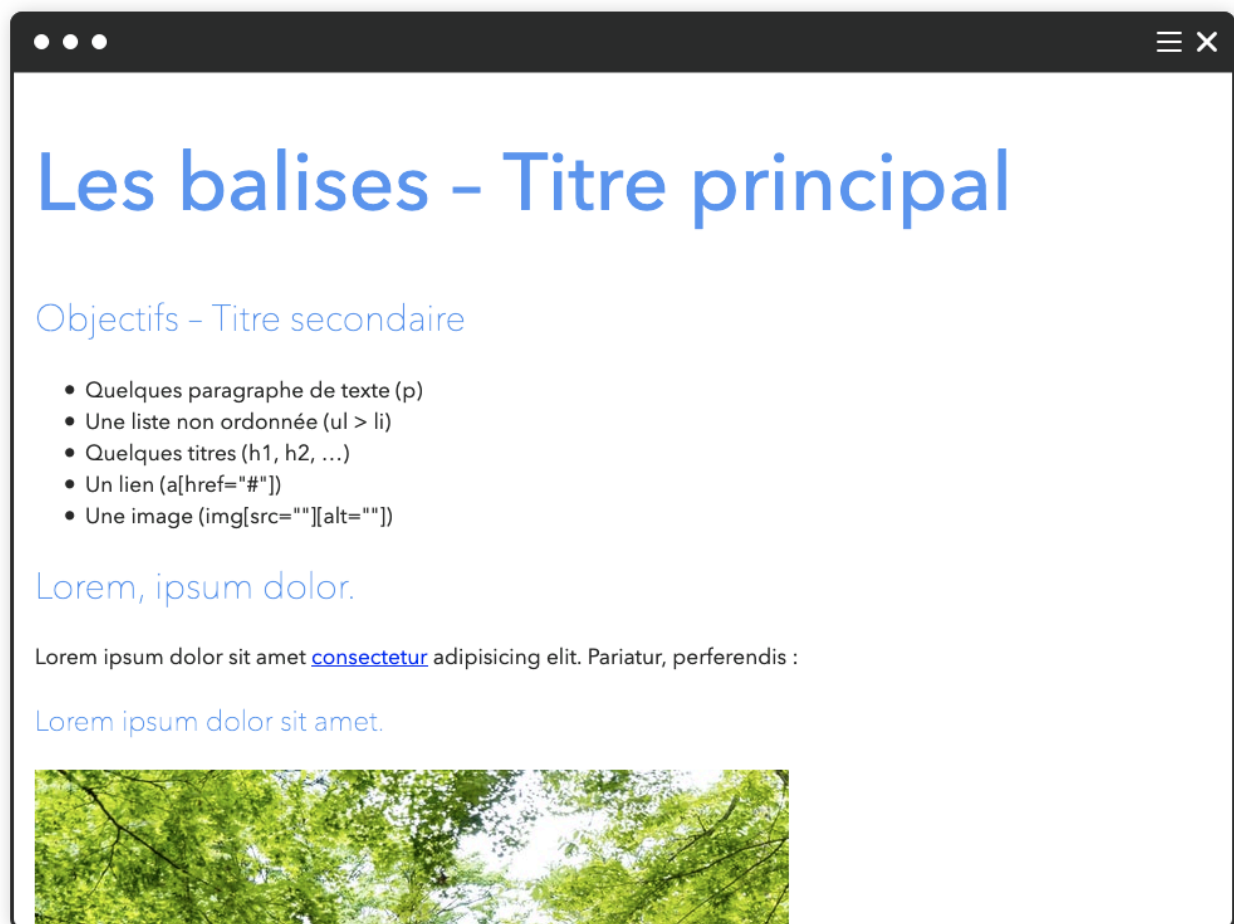 Les balises – Titre principal
Objectifs – Titre secondaire
• Quelques paragraphe de texte (p)
• Une liste non ordonnée (ul > li)
• Quelques titres (h1, h2, …)
• Un lien (a[href="#"])
• Une image (img[src=""][alt=""])
Lorem, ipsum dolor.
Lorem ipsum dolor sit amet consectetur adipisicing elit. Pariatur, perferendis :
Lorem ipsum dolor sit amet.